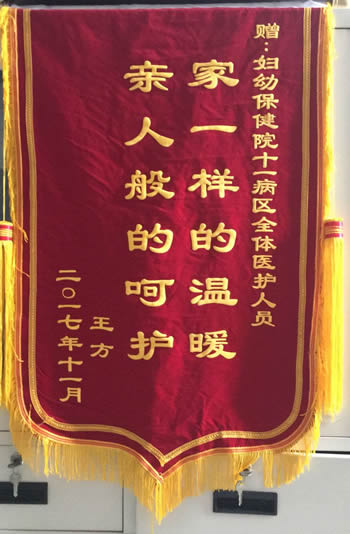 赠：妇幼保健院十一病区全体医护人员
家一样的温暖
亲人般的呵护
王方
二〇一七年十一月